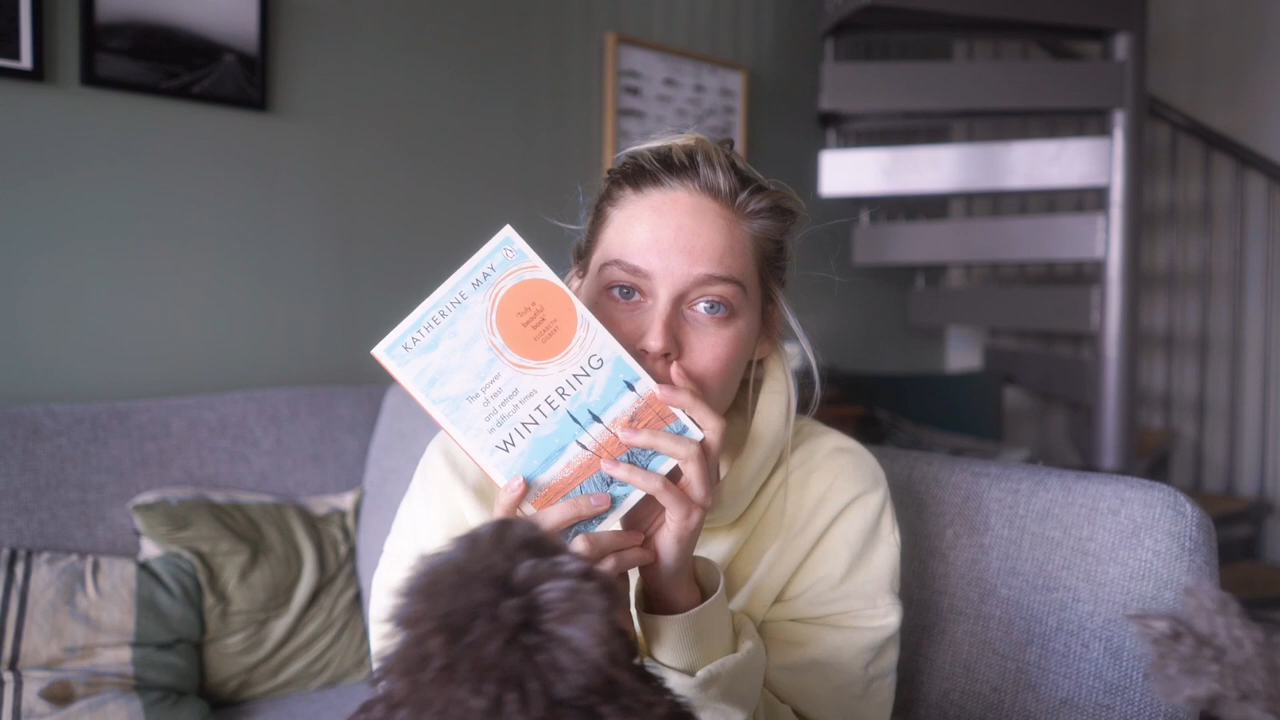 KATHERINE MAY
Truly a
beautiful
book
ELIZABETH
GILBERT
The power
of rest
and retreat
in difficult times
WINTERING